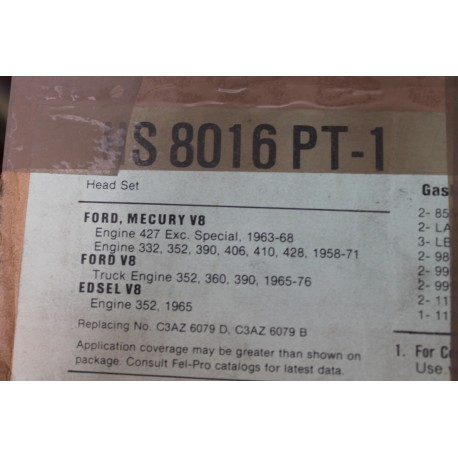 VS 8016 PT-1
Head Set
FORD, MECURY V8
Engine 427 Exc. Special, 1963-68
Engine 332, 352, 390, 406, 410, 428, 1958-71
FORD V8
Truck Engine 352, 360, 390, 1965-76
EDSEL V8
Engine 352, 1965
Replacing No. C3AZ 6079 D, C3AZ 6079 B
Application coverage may be greater than shown on
package. Consult Fel-Pro catalogs for latest data.
Gas
2- 85
2- LA
3- LE
2- 98
2- 99
2- 99
2- 11
1- 11
1. For C
Use